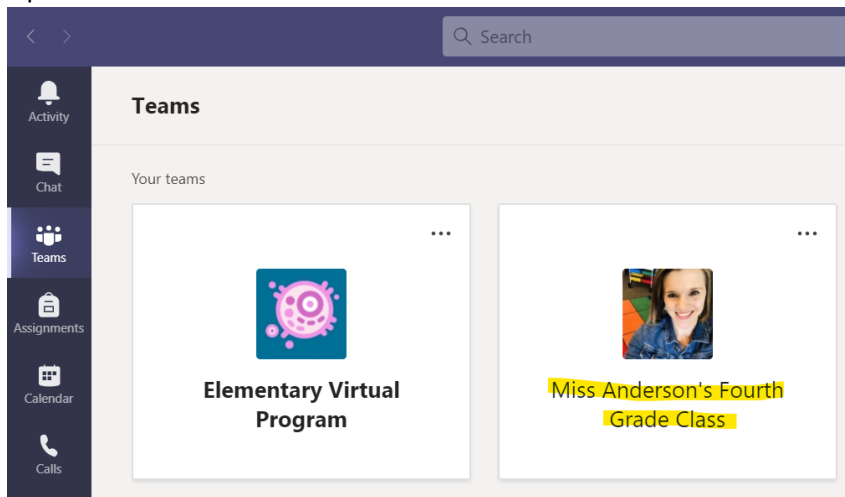 Search
Activity
Teams
Chat
Your teams
Teams
...
...
Assignments
Elementary Virtual
Program
Miss Anderson's Fourth
Grade Class
Calendar
Calls